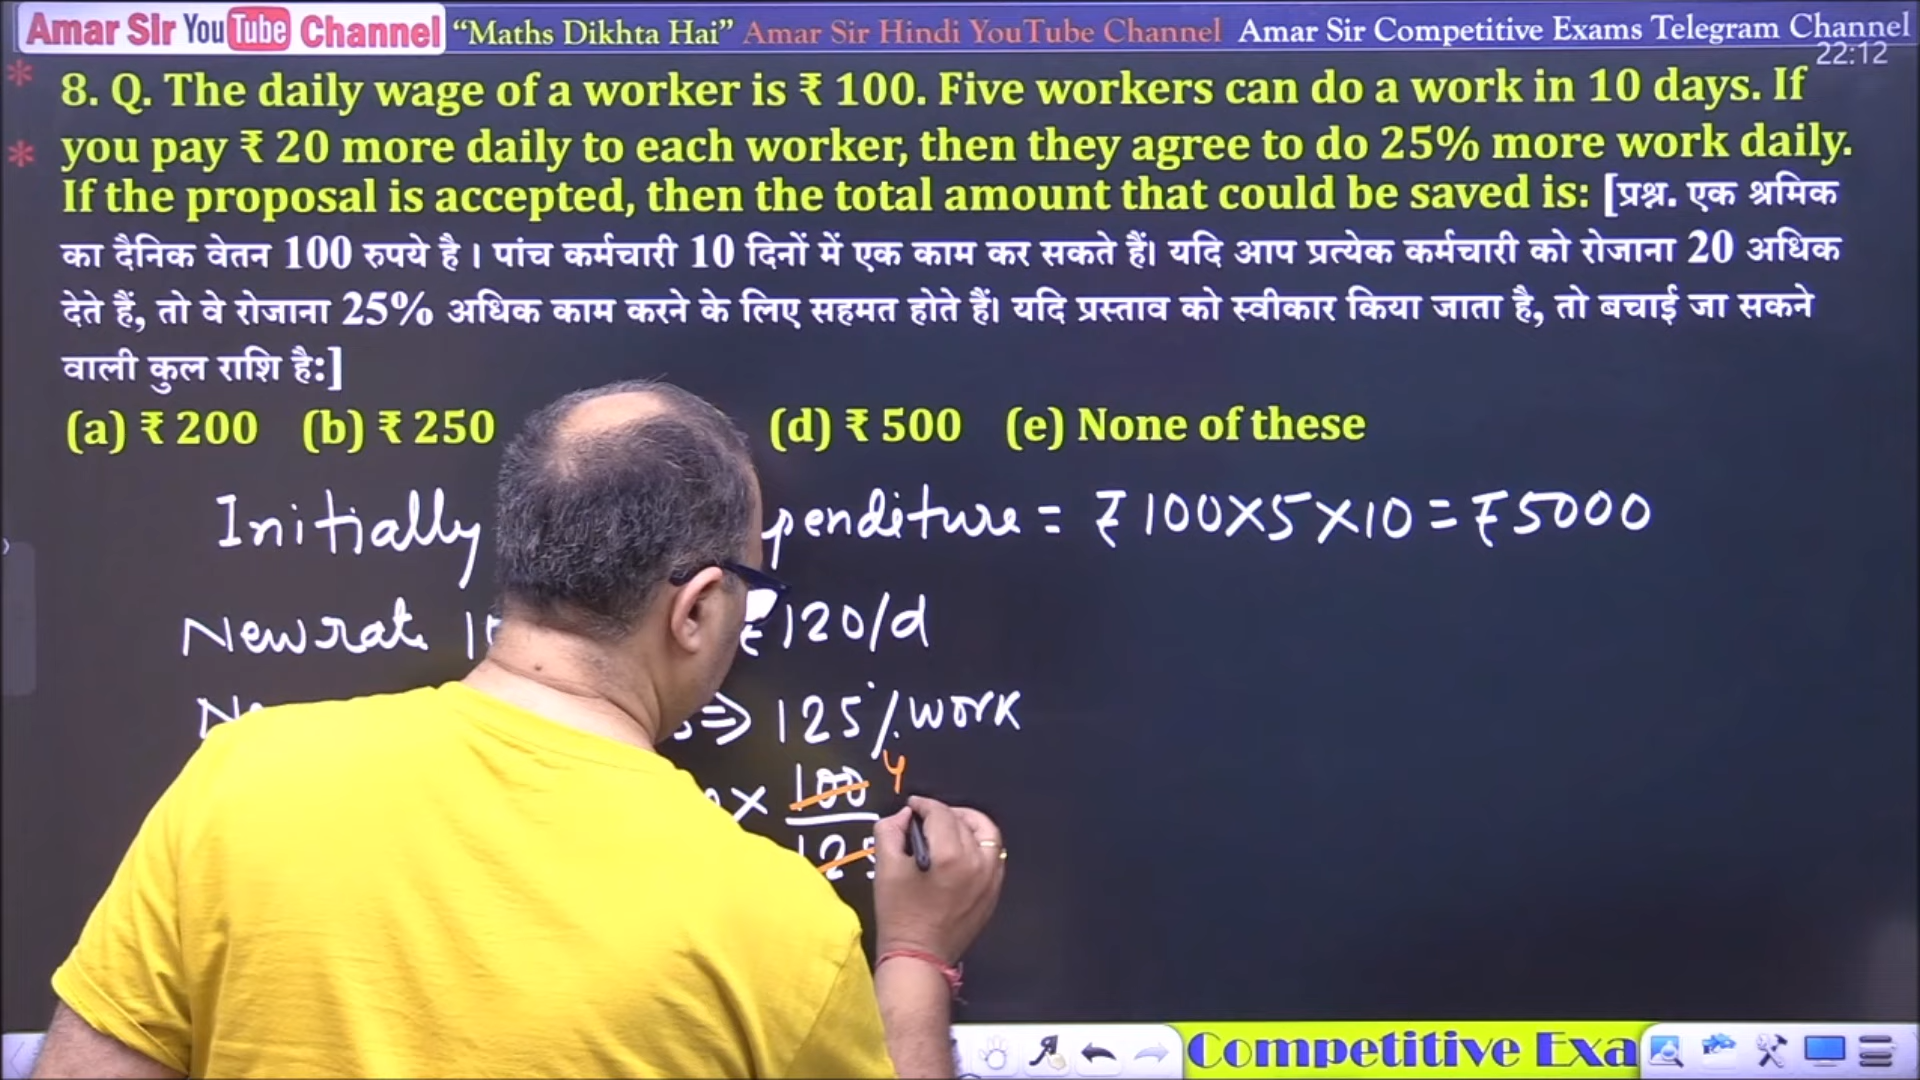 Amar Sir YouTube Channel "Maths Dikhta Hai" Amar Sir Hindi YouTube Channel Amar Sir Competitive Exams Telegram Channel
22:12
* 8. Q. The daily wage of a worker is ₹ 100. Five workers can do a work in 10 days. If
* you pay ₹ 20 more daily to each worker, then they agree to do 25% more work daily.
If the proposal is accepted, then the total amount that could be saved is: [प्रश्न. एक श्रमिक
का दैनिक वेतन 100 रुपये है। पांच कर्मचारी 10 दिनों में एक काम कर सकते हैं। यदि आप प्रत्येक कर्मचारी को रोजाना 20 अधिक
देते हैं, तो वे रोजाना 25% अधिक काम करने के लिए सहमत होते हैं। यदि प्रस्ताव को स्वीकार किया जाता है, तो बचाई जा सकने
वाली कुल राशि है:]
(a) ₹ 200 (b) ₹ 250 (d) ₹ 500 (e) None of these
Initially penditure = ₹100×5×10=₹5000
New rate ₹120/d
⇒ 125%work
× 100 4
125
Competitive Exa